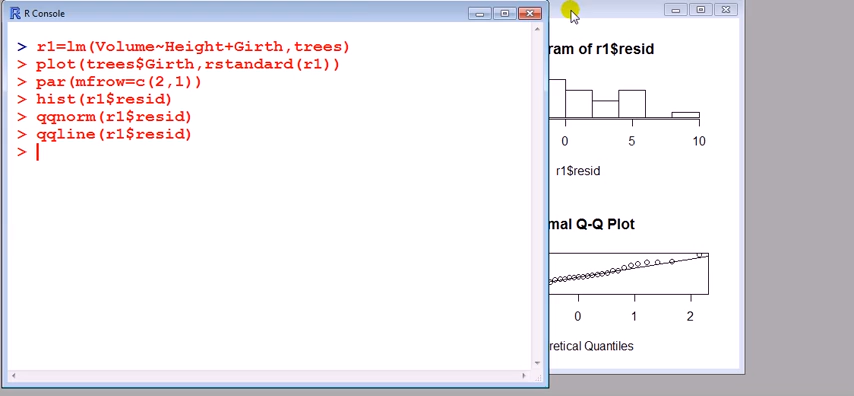 R Console
> r1=lm(Volume~Height+Girth,trees)
> plot(trees$Girth,rstandard(r1))
> par(mfrow=c(2,1))
> hist(r1$resid)
> qqnorm(r1$resid)
> qqline(r1$resid)
>
ram of r1$resid
0 5 10
r1$resid
mal Q-Q Plot
0 1 2
retical Quantiles